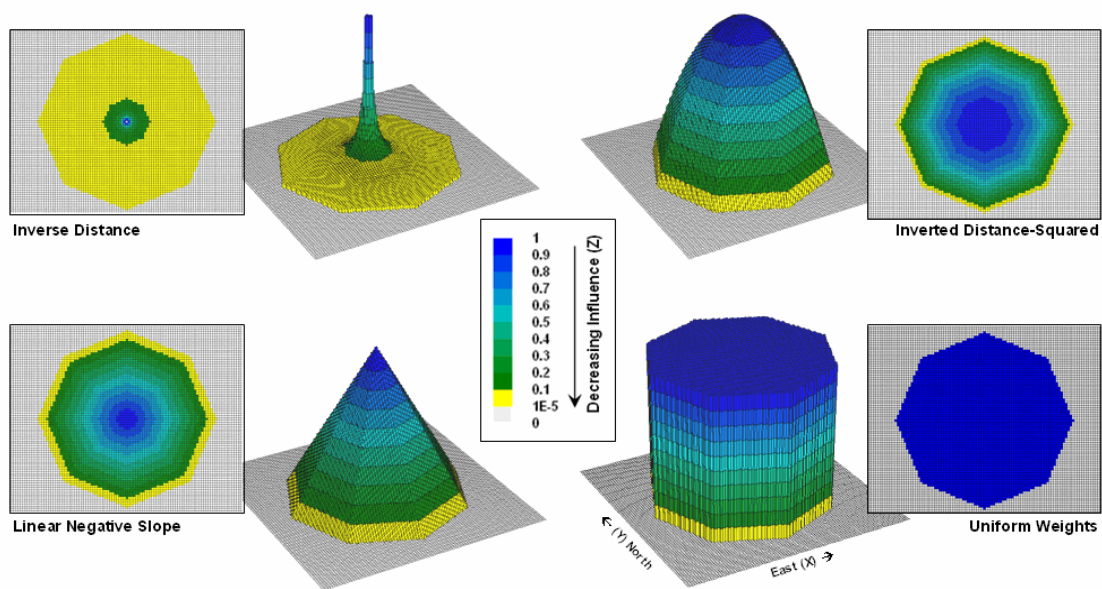 Inverse Distance
Inverted Distance-Squared
1
0.9
0.8
0.7
0.6
0.5
0.4
0.3
0.2
0.1
1E-5
0
Decreasing Influence (Z)
Linear Negative Slope
Uniform Weights
(Y) North
East (X)